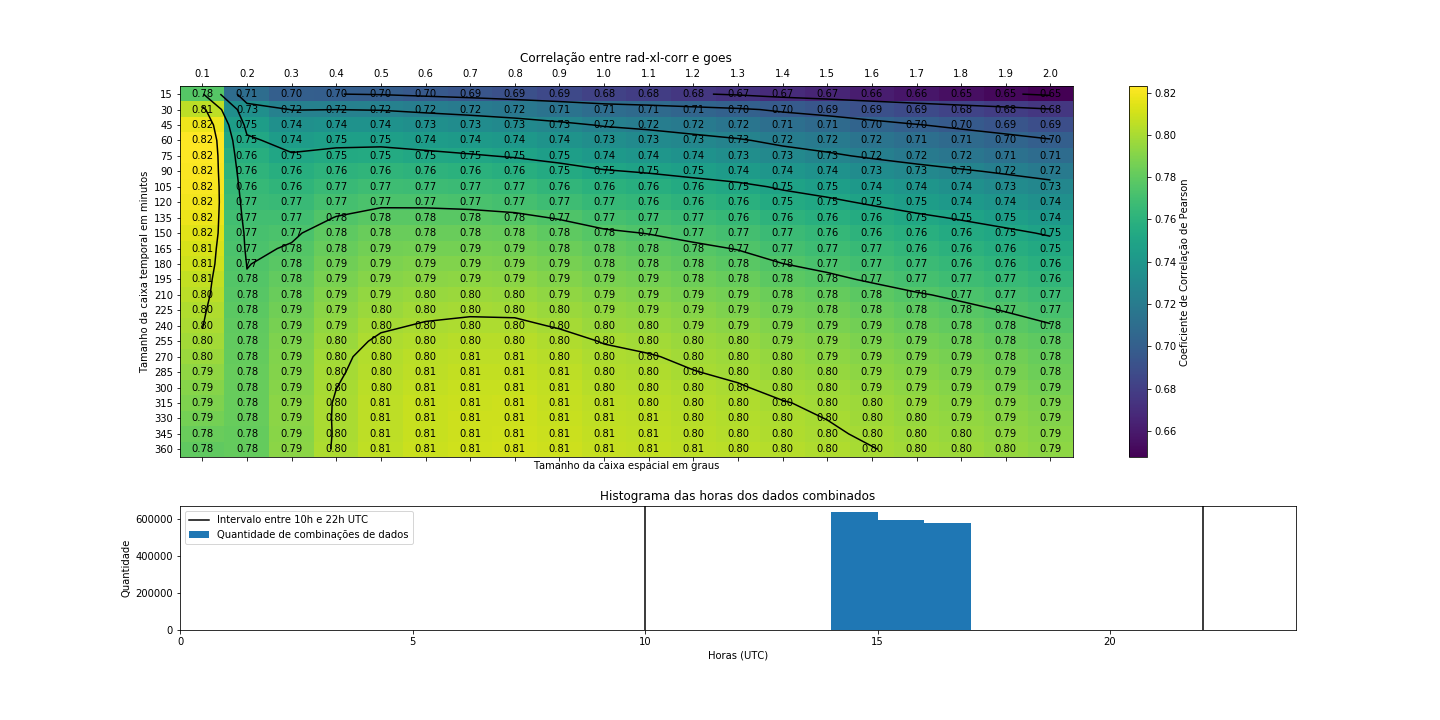 Correlação entre rad-xl-corr e goes
0.1 0.2 0.3 0.4 0.5 0.6 0.7 0.8 0.9 1.0 1.1 1.2 1.3 1.4 1.5 1.6 1.7 1.8 1.9 2.0
15 0.78 0.71 0.70 0.70 0.70 0.70 0.69 0.69 0.69 0.68 0.68 0.68 0.67 0.67 0.67 0.66 0.66 0.65 0.65 0.65
30 0.81 0.73 0.72 0.72 0.72 0.72 0.72 0.72 0.71 0.71 0.71 0.71 0.70 0.70 0.69 0.69 0.69 0.68 0.68 0.68
45 0.82 0.75 0.74 0.74 0.74 0.73 0.73 0.73 0.73 0.72 0.72 0.72 0.72 0.71 0.71 0.70 0.70 0.70 0.69 0.69
60 0.82 0.75 0.74 0.75 0.75 0.74 0.74 0.74 0.74 0.73 0.73 0.73 0.73 0.72 0.72 0.72 0.71 0.71 0.70 0.70
75 0.82 0.76 0.75 0.75 0.75 0.75 0.75 0.75 0.75 0.74 0.74 0.74 0.73 0.73 0.73 0.72 0.72 0.72 0.71 0.71
90 0.82 0.76 0.76 0.76 0.76 0.76 0.76 0.76 0.75 0.75 0.75 0.75 0.74 0.74 0.74 0.73 0.73 0.73 0.72 0.72
105 0.82 0.76 0.76 0.77 0.77 0.77 0.77 0.77 0.76 0.76 0.76 0.76 0.75 0.75 0.75 0.74 0.74 0.74 0.73 0.73
120 0.82 0.77 0.77 0.77 0.77 0.77 0.77 0.77 0.77 0.77 0.76 0.76 0.76 0.75 0.75 0.75 0.75 0.74 0.74 0.74
135 0.82 0.77 0.77 0.78 0.78 0.78 0.78 0.78 0.77 0.77 0.77 0.77 0.76 0.76 0.76 0.76 0.75 0.75 0.75 0.74
150 0.82 0.77 0.77 0.78 0.78 0.78 0.78 0.78 0.78 0.78 0.77 0.77 0.77 0.77 0.76 0.76 0.76 0.75 0.75 0.75
165 0.81 0.77 0.78 0.78 0.79 0.79 0.79 0.78 0.78 0.78 0.78 0.78 0.77 0.77 0.77 0.76 0.76 0.76 0.76 0.75
180 0.81 0.77 0.78 0.79 0.79 0.79 0.79 0.79 0.79 0.78 0.78 0.78 0.78 0.78 0.77 0.77 0.77 0.76 0.76 0.76
195 0.81 0.78 0.78 0.79 0.79 0.79 0.79 0.79 0.79 0.79 0.79 0.78 0.78 0.78 0.78 0.77 0.77 0.77 0.77 0.76
210 0.80 0.78 0.78 0.79 0.79 0.80 0.80 0.80 0.79 0.79 0.79 0.79 0.79 0.78 0.78 0.78 0.78 0.77 0.77 0.77
225 0.80 0.78 0.79 0.79 0.80 0.80 0.80 0.80 0.80 0.79 0.79 0.79 0.79 0.79 0.78 0.78 0.78 0.78 0.77 0.77
240 0.80 0.78 0.79 0.79 0.80 0.80 0.80 0.80 0.80 0.80 0.80 0.79 0.79 0.79 0.79 0.78 0.78 0.78 0.78 0.78
255 0.80 0.78 0.79 0.80 0.80 0.80 0.80 0.80 0.80 0.80 0.80 0.80 0.80 0.79 0.79 0.79 0.79 0.78 0.78 0.78
270 0.80 0.78 0.79 0.80 0.80 0.80 0.81 0.81 0.80 0.80 0.80 0.80 0.80 0.80 0.79 0.79 0.79 0.79 0.78 0.78
285 0.79 0.78 0.79 0.80 0.80 0.81 0.81 0.81 0.81 0.80 0.80 0.80 0.80 0.80 0.80 0.79 0.79 0.79 0.79 0.78
300 0.79 0.78 0.79 0.80 0.80 0.81 0.81 0.81 0.81 0.80 0.80 0.80 0.80 0.80 0.80 0.79 0.79 0.79 0.79 0.79
315 0.79 0.78 0.79 0.80 0.81 0.81 0.81 0.81 0.81 0.81 0.81 0.80 0.80 0.80 0.80 0.80 0.79 0.79 0.79 0.79
330 0.79 0.78 0.79 0.80 0.81 0.81 0.81 0.81 0.81 0.81 0.81 0.80 0.80 0.80 0.80 0.80 0.80 0.79 0.79 0.79
345 0.78 0.78 0.79 0.80 0.81 0.81 0.81 0.81 0.81 0.81 0.81 0.80 0.80 0.80 0.80 0.80 0.80 0.80 0.79 0.79
360 0.78 0.78 0.79 0.80 0.81 0.81 0.81 0.81 0.81 0.81 0.81 0.80 0.80 0.80 0.80 0.80 0.80 0.80 0.80 0.79
Tamanho da caixa temporal em minutos
Tamanho da caixa espacial em graus
0.82
0.80
0.78
0.76
0.74
0.72
0.70
0.68
0.66
Coeficiente de Correlação de Pearson
Histograma das horas dos dados combinados
Intervalo entre 10h e 22h UTC
Quantidade de combinações de dados
600000
400000
200000
0
Quantidade
0 5 10 15 20
Horas (UTC)